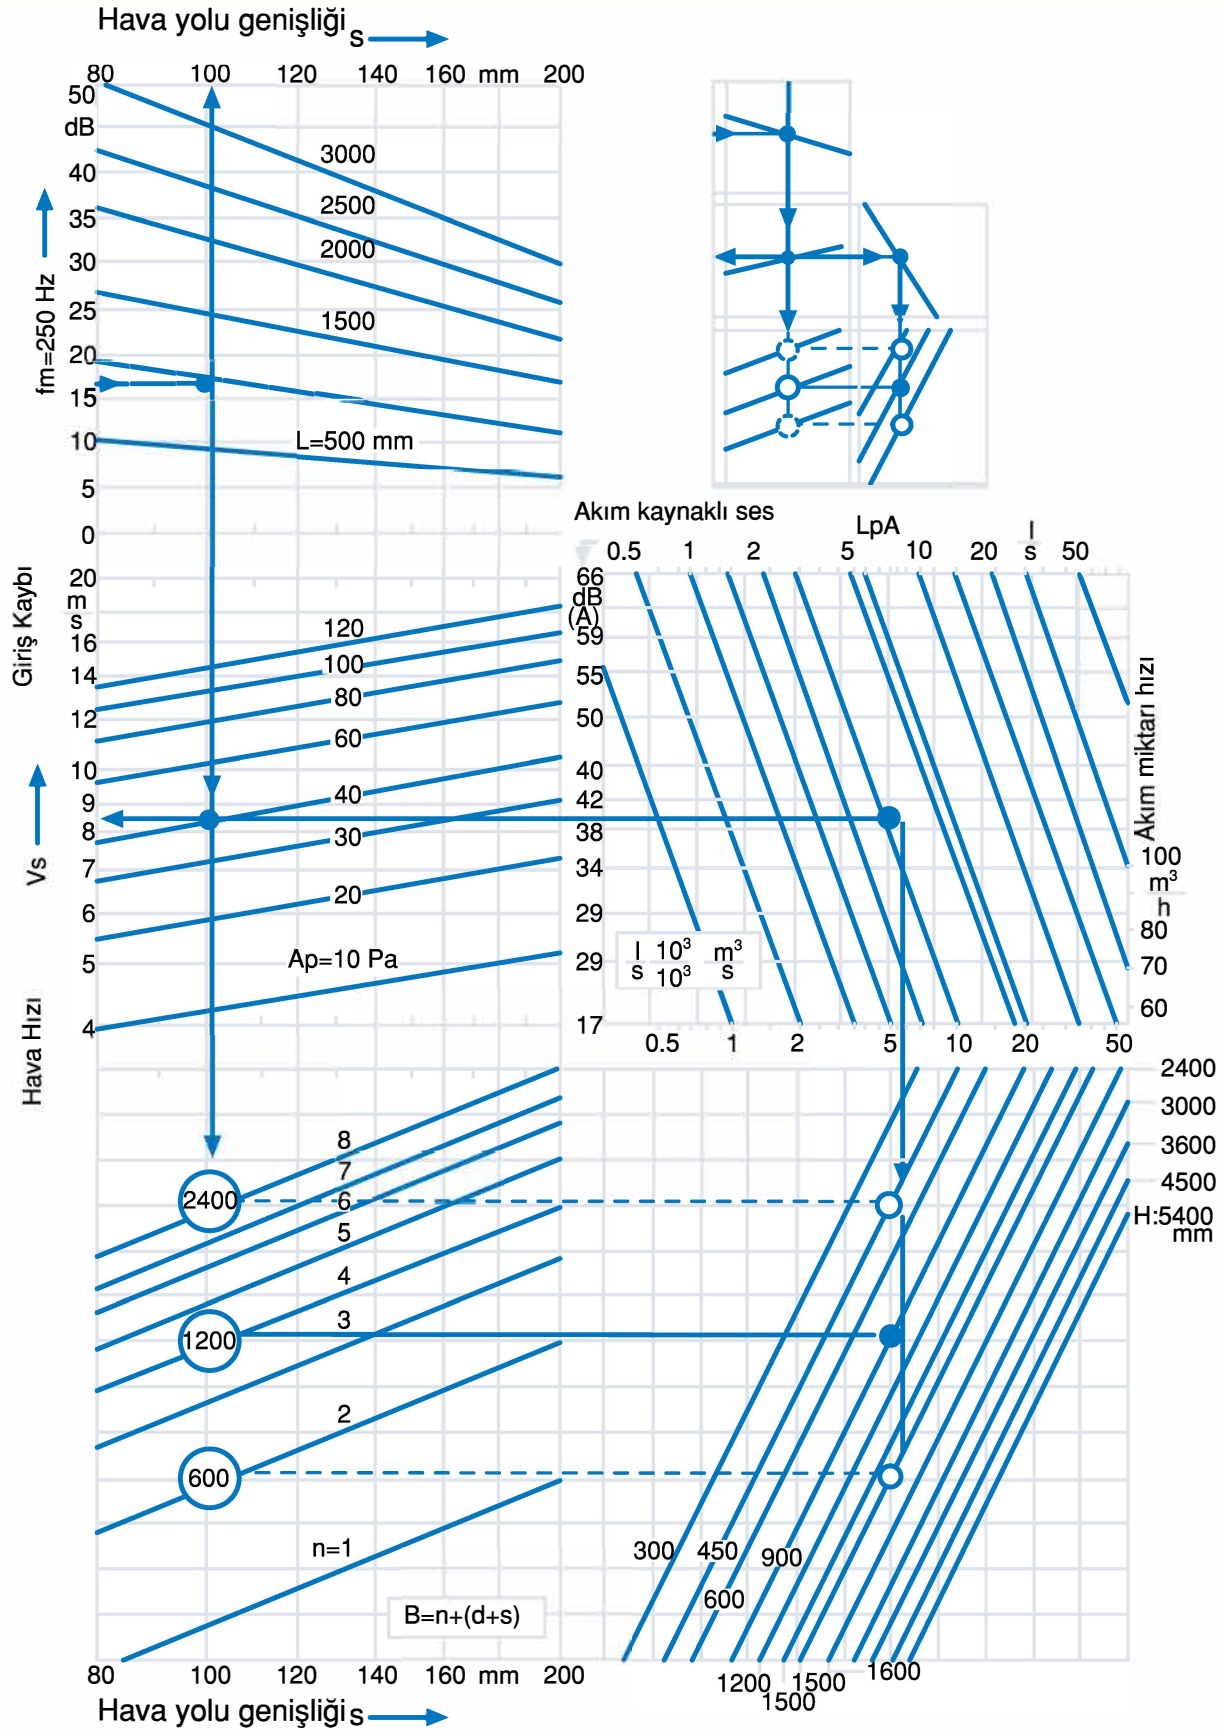 Hava yolu genişliği s
80 100 120 140 160 mm 200
50
dB
40
35
30
25
20
15
10
5
0
fm=250 Hz
3000
2500
2000
1500
L=500 mm
Giriş Kaybı
20
m
s
16
14
12
10
9
8
7
6
5
4
Vs
Hava Hızı
120
100
80
60
40
30
20
Ap=10 Pa
Akım kaynaklı ses
LpA
0.5 1 2 5 10 20 l/s 50
66
dB
(A)
59
55
50
40
42
38
34
29
29
17
l 10³ m³
s 10³ s
Akım miktarı hızı
100
m³
h
80
70
60
0.5 1 2 5 10 20 50
2400
3000
3600
4500
H:5400
mm
8
7
6
5
4
3
2
n=1
2400
1200
600
B=n+(d+s)
300 450 900
600
1200 1500 1600
1500
80 100 120 140 160 mm 200
Hava yolu genişliği s